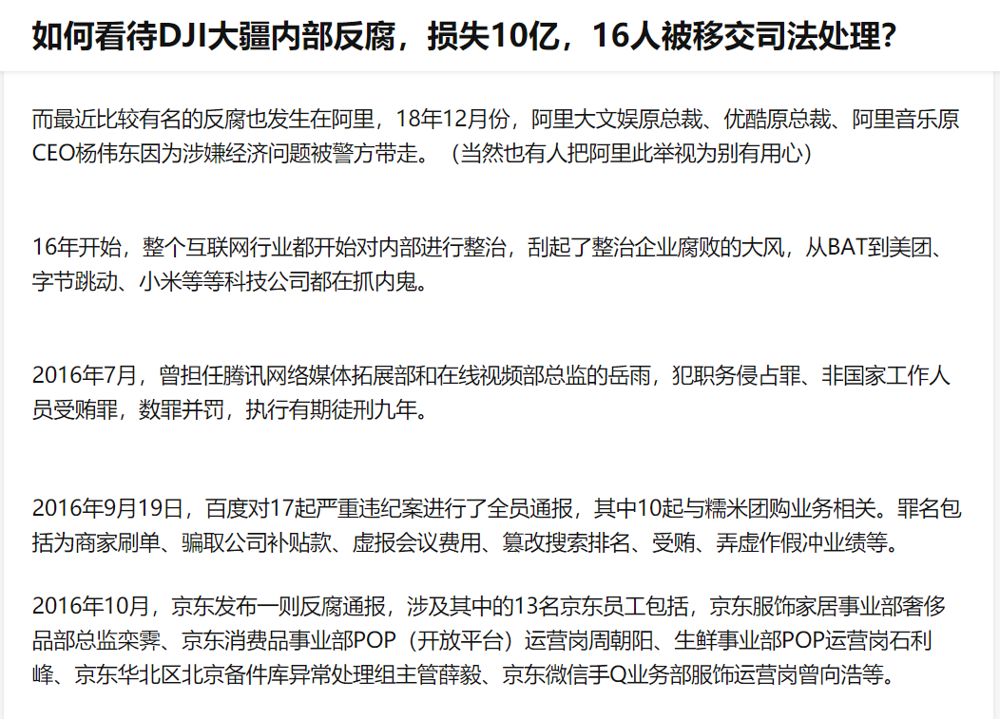 如何看待DJI大疆内部反腐，损失10亿，16人被移交司法处理？
而最近比较有名的反腐也发生在阿里，18年12月份，阿里大文娱原总裁、优酷原总裁、阿里音乐原
CEO杨伟东因为涉嫌经济问题被警方带走。（当然也有人把阿里此举视为别有用心）
16年开始，整个互联网行业都开始对内部进行整治，刮起了整治企业腐败的大风，从BAT到美团、
字节跳动、小米等等科技公司都在抓内鬼。
2016年7月，曾担任腾讯网络媒体拓展部和在线视频部总监的岳雨，犯职务侵占罪、非国家工作人
员受贿罪，数罪并罚，执行有期徒刑九年。
2016年9月19日，百度对17起严重违纪案进行了全员通报，其中10起与糯米团购业务相关。罪名包
括为商家刷单、骗取公司补贴款、虚报会议费用、篡改搜索排名、受贿、弄虚作假冲业绩等。
2016年10月，京东发布一则反腐通报，涉及其中的13名京东员工包括，京东服饰家居事业部奢侈
品部总监栾霁、京东消费品事业部POP（开放平台）运营岗周朝阳、生鲜事业部POP运营岗石利
峰、京东华北区北京备件库异常处理组主管薛毅、京东微信手Q业务部服饰运营岗曾向浩等。